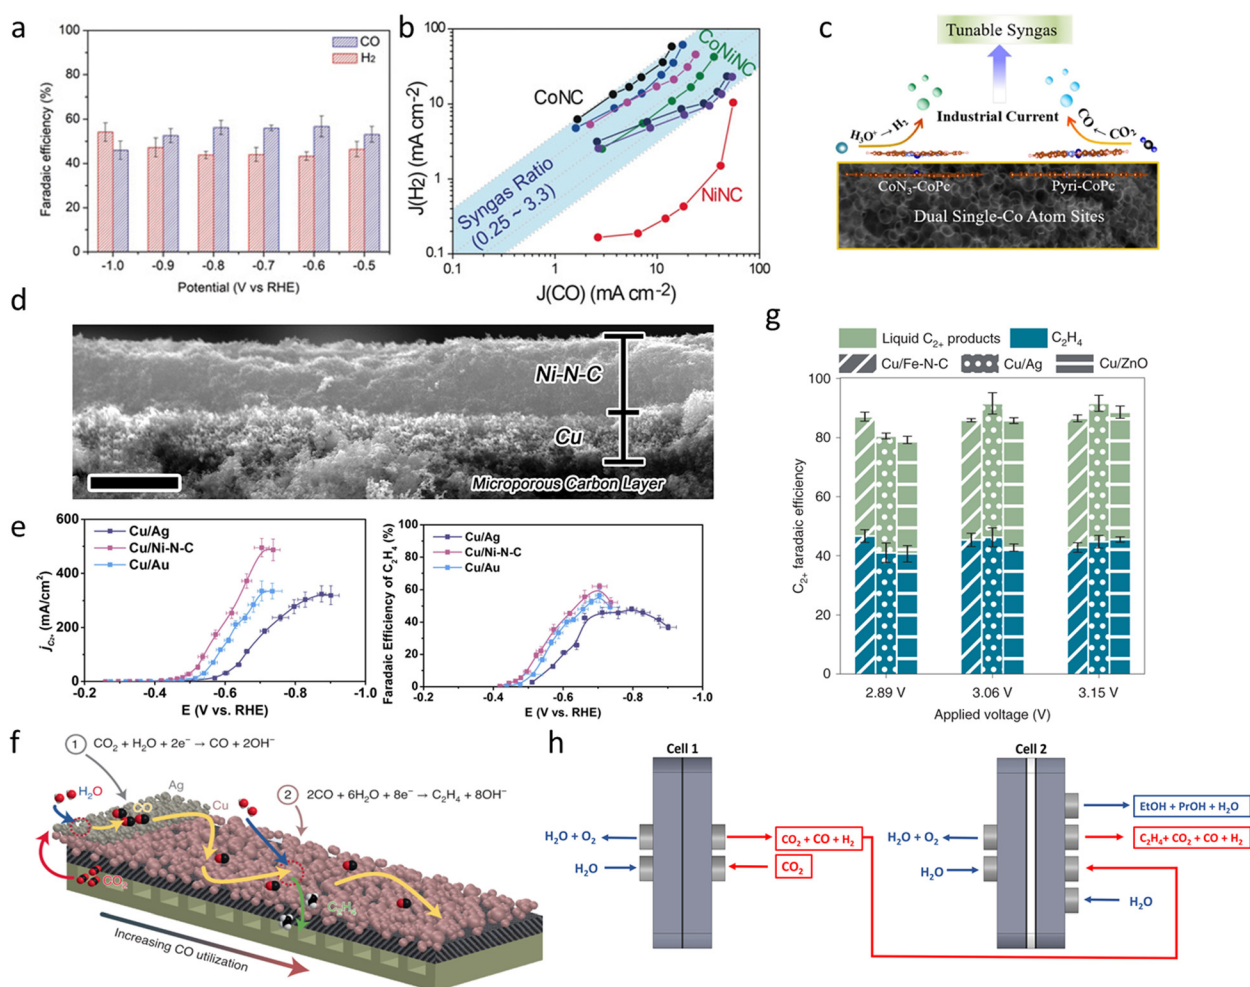 a
100
80
60
40
20
0
Faradaic efficiency (%)
CO
H₂
-1.0 -0.9 -0.8 -0.7 -0.6 -0.5
Potential (V vs RHE)
b
100
10
1
0.1
J(H2) (mA cm-2)
CoNC
CoNiNC
NiNC
Syngas Ratio
(0.25 ~ 3.3)
0.1 1 10 100
J(CO) (mA cm-2)
c
Tunable Syngas
Industrial Current
H₃O⁺ → H₂
CO ← CO₂
CoN₃-CoPc
Pyri-CoPc
Dual Single-Co Atom Sites
d
Ni-N-C
Cu
Microporous Carbon Layer
e
600
400
200
0
j_C₂₊ (mA/cm²)
Cu/Ag
Cu/Ni-N-C
Cu/Au
-0.2 -0.4 -0.6 -0.8 -1.0
E (V vs. RHE)
100
80
60
40
20
0
Faradaic Efficiency of C₂H₄ (%)
Cu/Ag
Cu/Ni-N-C
Cu/Au
-0.2 -0.4 -0.6 -0.8 -1.0
E (V vs. RHE)
f
1 CO₂ + H₂O + 2e⁻ → CO + 2OH⁻
Ag
H₂O
CO
Cu
2 2CO + 6H₂O + 8e⁻ → C₂H₄ + 8OH⁻
CO₂
C₂H₄
Increasing CO utilization
g
Liquid C₂₊ products
C₂H₄
Cu/Fe-N-C
Cu/Ag
Cu/ZnO
100
80
60
40
20
0
C₂₊ faradaic efficiency
2.89 V 3.06 V 3.15 V
Applied voltage (V)
h
Cell 1
H₂O + O₂
H₂O
CO₂ + CO + H₂
CO₂
Cell 2
H₂O + O₂
H₂O
EtOH + PrOH + H₂O
C₂H₄+ CO₂ + CO + H₂
H₂O